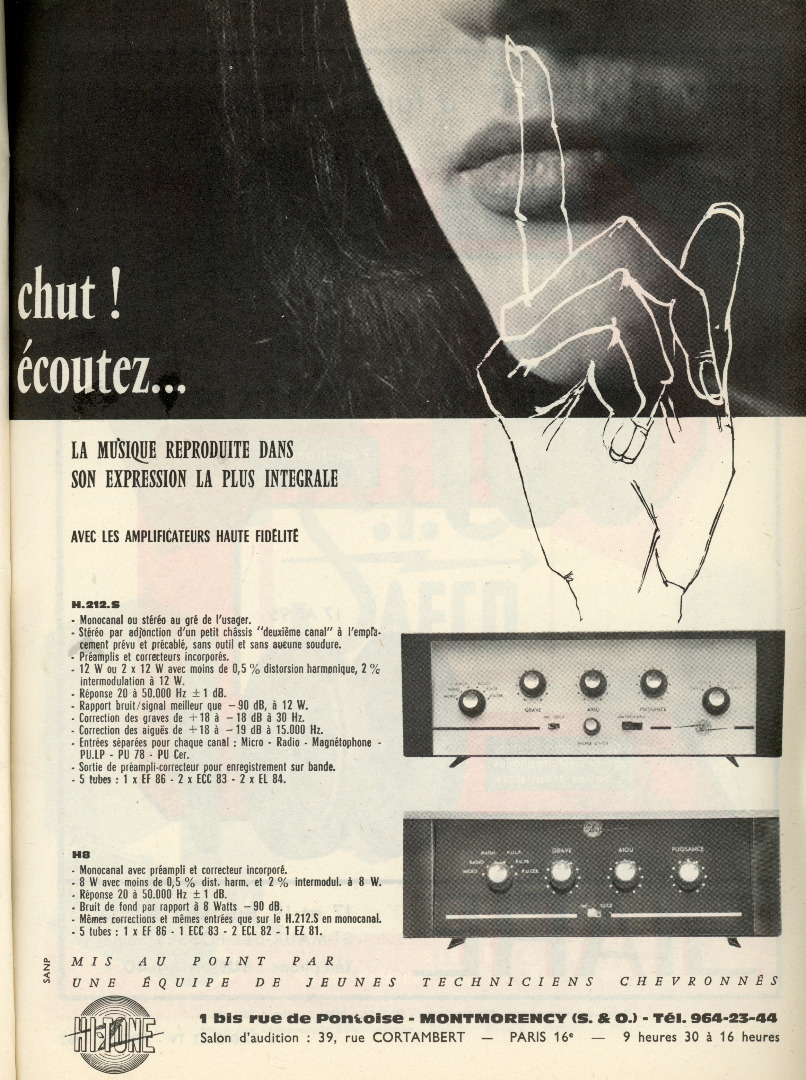 chut !
écoutez...
LA MUSIQUE REPRODUITE DANS
SON EXPRESSION LA PLUS INTEGRALE
AVEC LES AMPLIFICATEURS HAUTE FIDÉLITÉ
H.212.S
- Monocanal ou stéréo au gré de l'usager.
- Stéréo par adjonction d'un petit châssis "deuxième canal" à l'empla-
cement prévu et précablé, sans outil et sans aucune soudure.
- Préamplis et correcteurs incorporés.
- 12 W ou 2 x 12 W avec moins de 0,5 % distorsion harmonique, 2 %
intermodulation à 12 W.
- Réponse 20 à 50.000 Hz ± 1 dB.
- Rapport bruit/signal meilleur que − 90 dB, à 12 W.
- Correction des graves de + 18 à − 18 dB à 30 Hz.
- Correction des aiguës de + 18 à − 19 dB à 15.000 Hz.
- Entrées séparées pour chaque canal : Micro - Radio - Magnétophone -
PU.LP - PU 78 - PU Cer.
- Sortie de préampli-correcteur pour enregistrement sur bande.
- 5 tubes : 1 x EF 86 - 2 x ECC 83 - 2 x EL 84.
GRAVE AIGU PUISSANCE
H8
- Monocanal avec préampli et correcteur incorporé.
- 8 W avec moins de 0,5 % dist. harm. et 2 % intermodul. à 8 W.
- Réponse 20 à 50.000 Hz ± 1 dB.
- Bruit de fond par rapport à 8 Watts − 90 dB.
- Mêmes corrections et mêmes entrées que sur le H.212.S en monocanal.
- 5 tubes : 1 x EF 86 - 1 ECC 83 - 2 ECL 82 - 1 EZ 81.
RADIO
MICRO
GRAVE AIGU PUISSANCE
SANP
MIS AU POINT PAR
UNE ÉQUIPE DE JEUNES TECHNICIENS CHEVRONNÉS
HI-TONE
1 bis rue de Pontoise - MONTMORENCY (S. & O.) - Tél. 964-23-44
Salon d'audition : 39, rue CORTAMBERT — PARIS 16e — 9 heures 30 à 16 heures